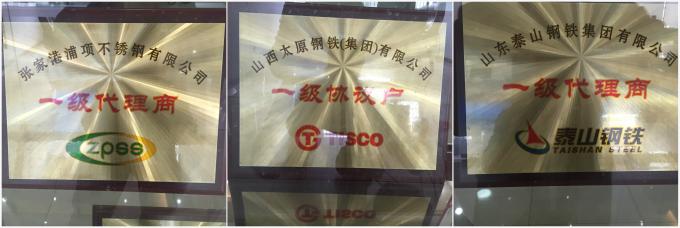 张家港浦项不锈钢有限公司
一级代理商
zpss
山西太原钢铁(集团)有限公司
一级协议户
TISCO
TISCO
山东泰山钢铁集团有限公司
一级代理商
泰山钢铁
TAISHAN STEEL